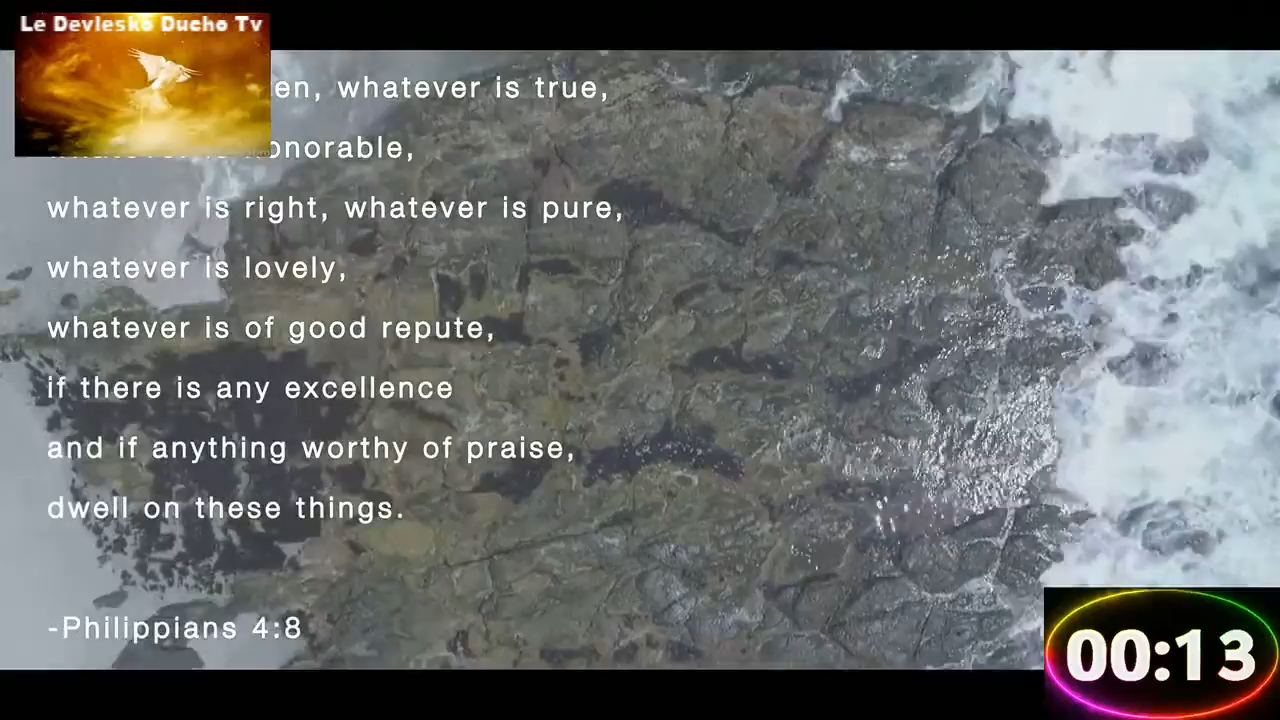 Le Devlesko Ducho Tv
whatever is true,
honorable,
whatever is right, whatever is pure,
whatever is lovely,
whatever is of good repute,
if there is any excellence
and if anything worthy of praise,
dwell on these things.
-Philippians 4:8
00:13